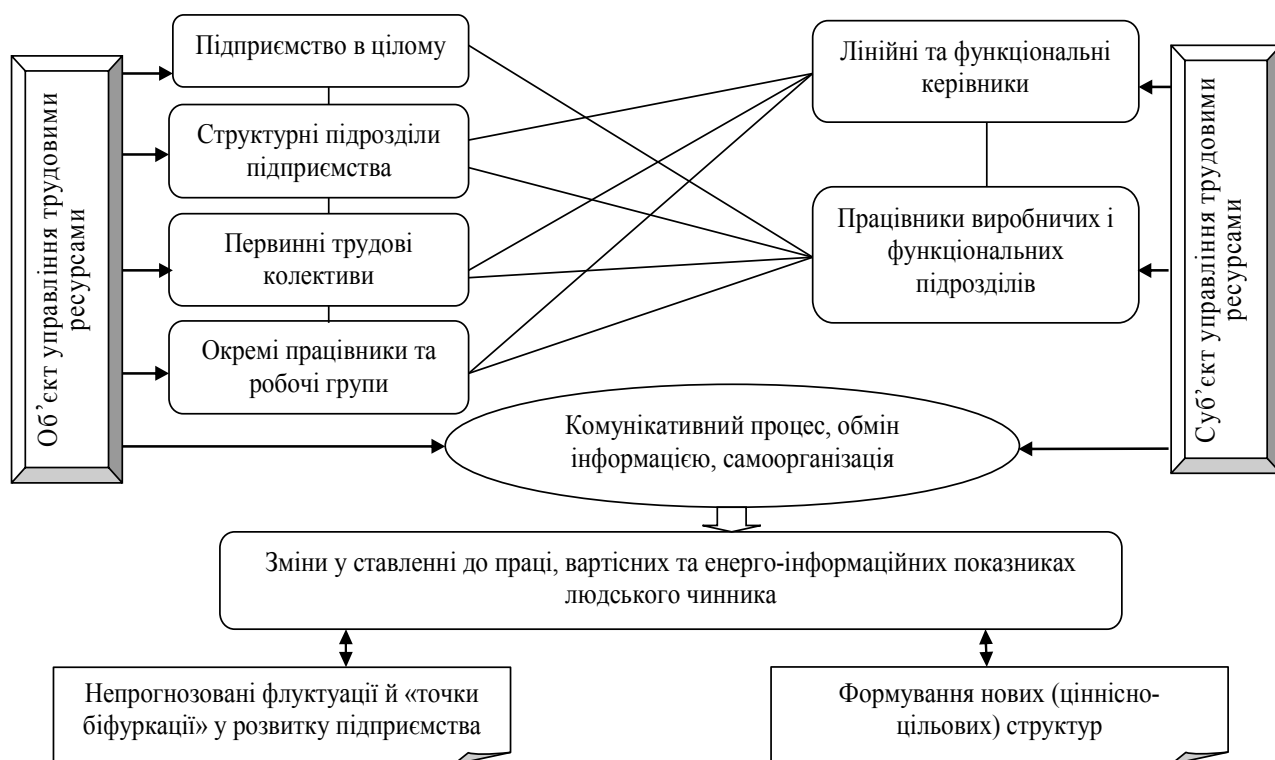 Об’єкт управління трудовими
ресурсами
Підприємство в цілому
Структурні підрозділи
підприємства
Первинні трудові
колективи
Окремі працівники та
робочі групи
Лінійні та функціональні
керівники
Працівники виробничих і
функціональних
підрозділів
Суб’єкт управління трудовими
ресурсами
Комунікативний процес, обмін
інформацією, самоорганізація
Зміни у ставленні до праці, вартісних та енерго-інформаційних показниках
людського чинника
Непрогнозовані флуктуації й «точки
біфуркації» у розвитку підприємства
Формування нових (ціннісно-
цільових) структур